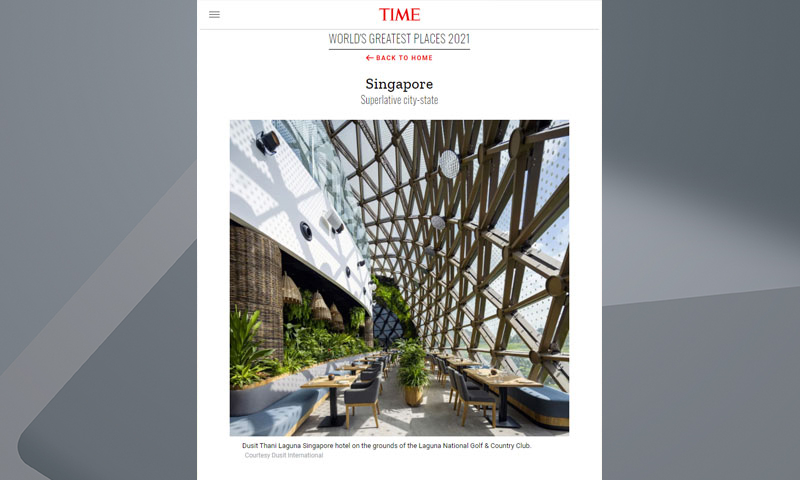 TIME
WORLD'S GREATEST PLACES 2021
BACK TO HOME
Singapore
Superlative city-state
Dusit Thani Laguna Singapore hotel on the grounds of the Laguna National Golf & Country Club.
Courtesy Dusit International